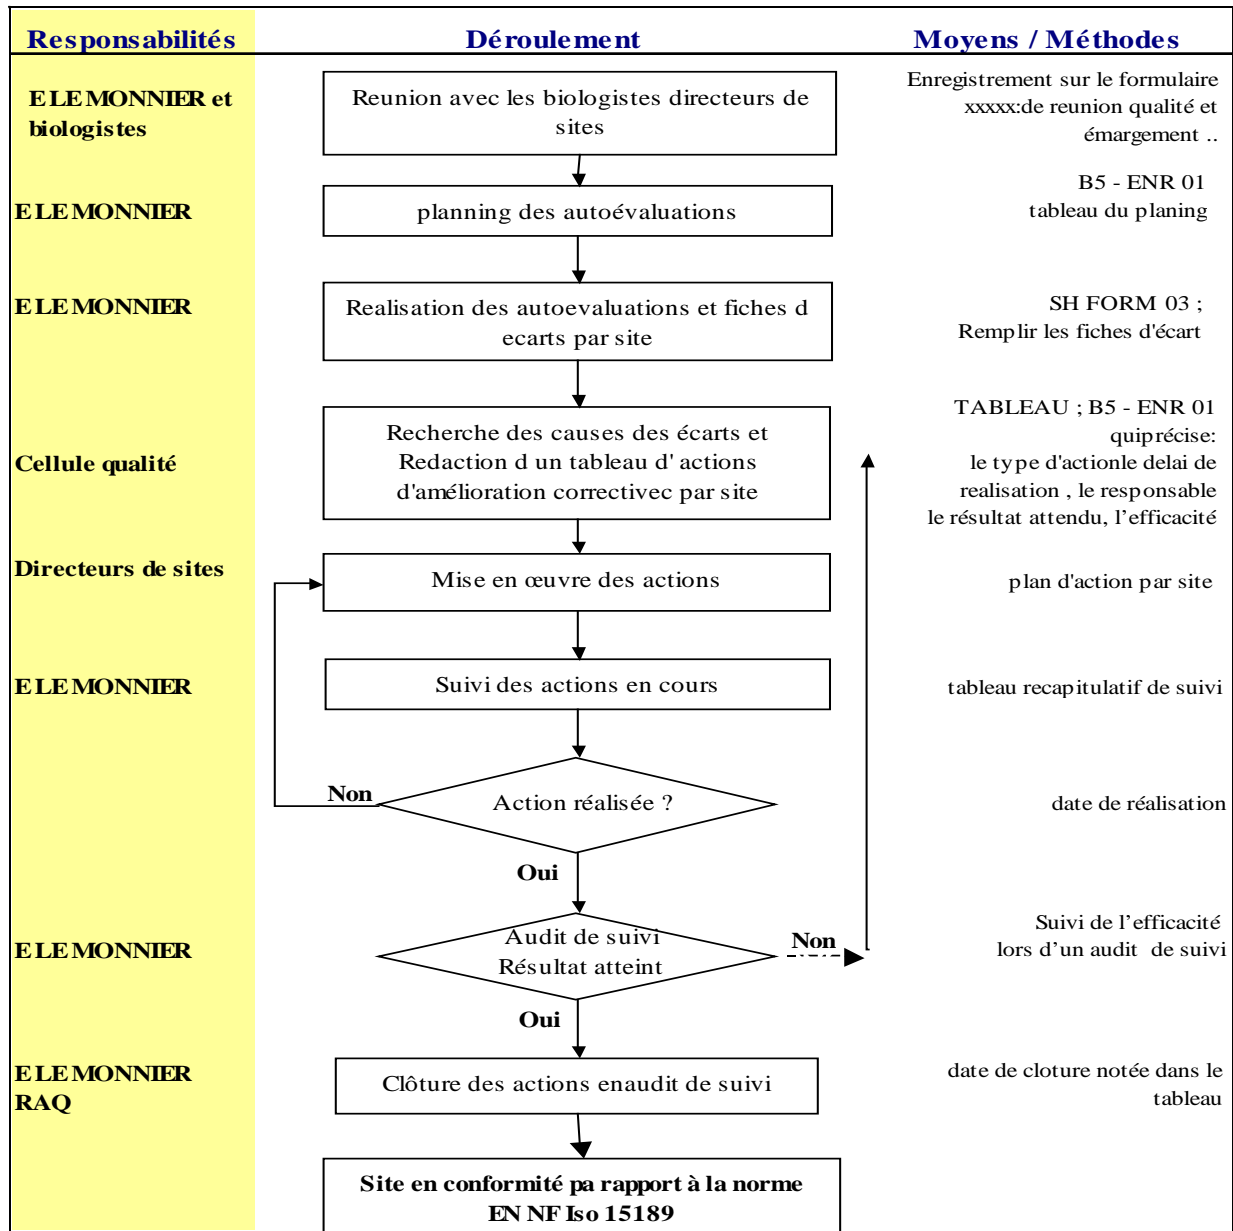 Responsabilités
Déroulement
Moyens / Méthodes
E LE MONNIER et
biologistes
Reunion avec les biologistes directeurs de
sites
Enregistrement sur le formulaire
xxxxx:de reunion qualité et
émargement ..
E LE MONNIER
planning des autoévaluations
B5 - ENR 01
tableau du planing
E LE MONNIER
Realisation des autoevaluations et fiches d
ecarts par site
SH FORM 03 ;
Remplir les fiches d'écart
Cellule qualité
Recherche des causes des écarts et
Redaction d un tableau d' actions
d'amélioration correctivec par site
TABLEAU ; B5 - ENR 01
quiprécise:
le type d'actionle delai de
realisation , le responsable
le résultat attendu, l’efficacité
Directeurs de sites
Mise en œuvre des actions
plan d'action par site
E LE MONNIER
Suivi des actions en cours
tableau recapitulatif de suivi
Non
Action réalisée ?
date de réalisation
Oui
E LE MONNIER
Audit de suivi
Résultat atteint
Non
Suivi de l’efficacité
lors d’un audit de suivi
Oui
E LE MONNIER
RAQ
Clôture des actions enaudit de suivi
date de cloture notée dans le
tableau
Site en conformité pa rapport à la norme
EN NF Iso 15189